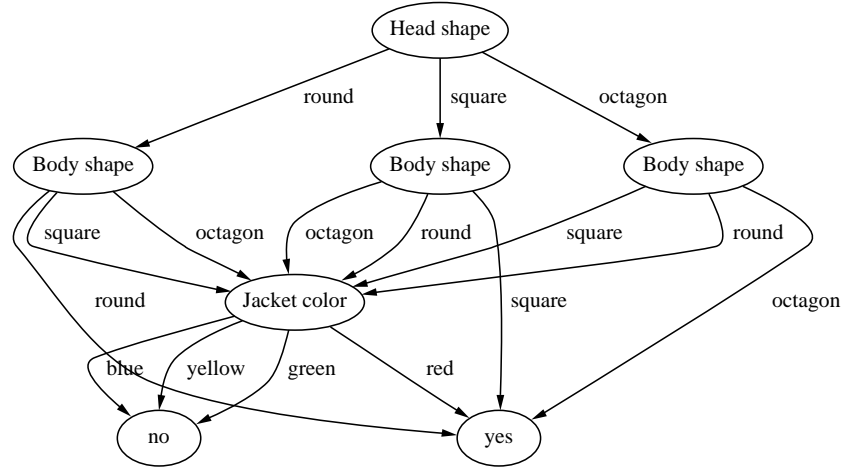 Head shape
round
square
octagon
Body shape
Body shape
Body shape
square
octagon
octagon
round
square
round
Jacket color
round
square
octagon
blue
yellow
green
red
no
yes